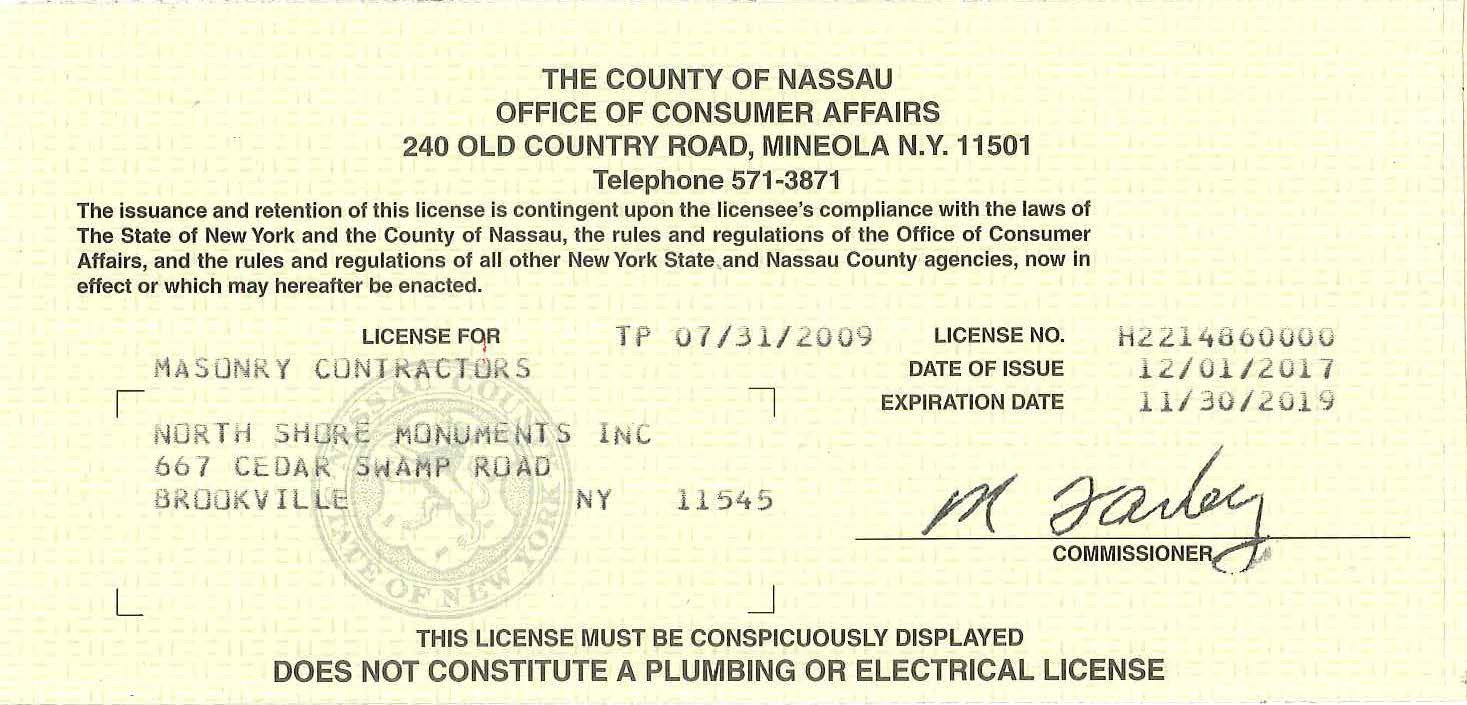 THE COUNTY OF NASSAU
OFFICE OF CONSUMER AFFAIRS
240 OLD COUNTRY ROAD, MINEOLA N.Y. 11501
Telephone 571-3871
The issuance and retention of this license is contingent upon the licensee's compliance with the laws of
The State of New York and the County of Nassau, the rules and regulations of the Office of Consumer
Affairs, and the rules and regulations of all other New York State and Nassau County agencies, now in
effect or which may hereafter be enacted.
LICENSE FOR TP 07/31/2009 LICENSE NO. H2214860000
MASONRY CONTRACTORS DATE OF ISSUE 12/01/2017
EXPIRATION DATE 11/30/2019
NORTH SHORE MONUMENTS INC
667 CEDAR SWAMP ROAD
BROOKVILLE NY 11545
NASSAU COUNTY
STATE OF NEW YORK
COMMISSIONER
THIS LICENSE MUST BE CONSPICUOUSLY DISPLAYED
DOES NOT CONSTITUTE A PLUMBING OR ELECTRICAL LICENSE